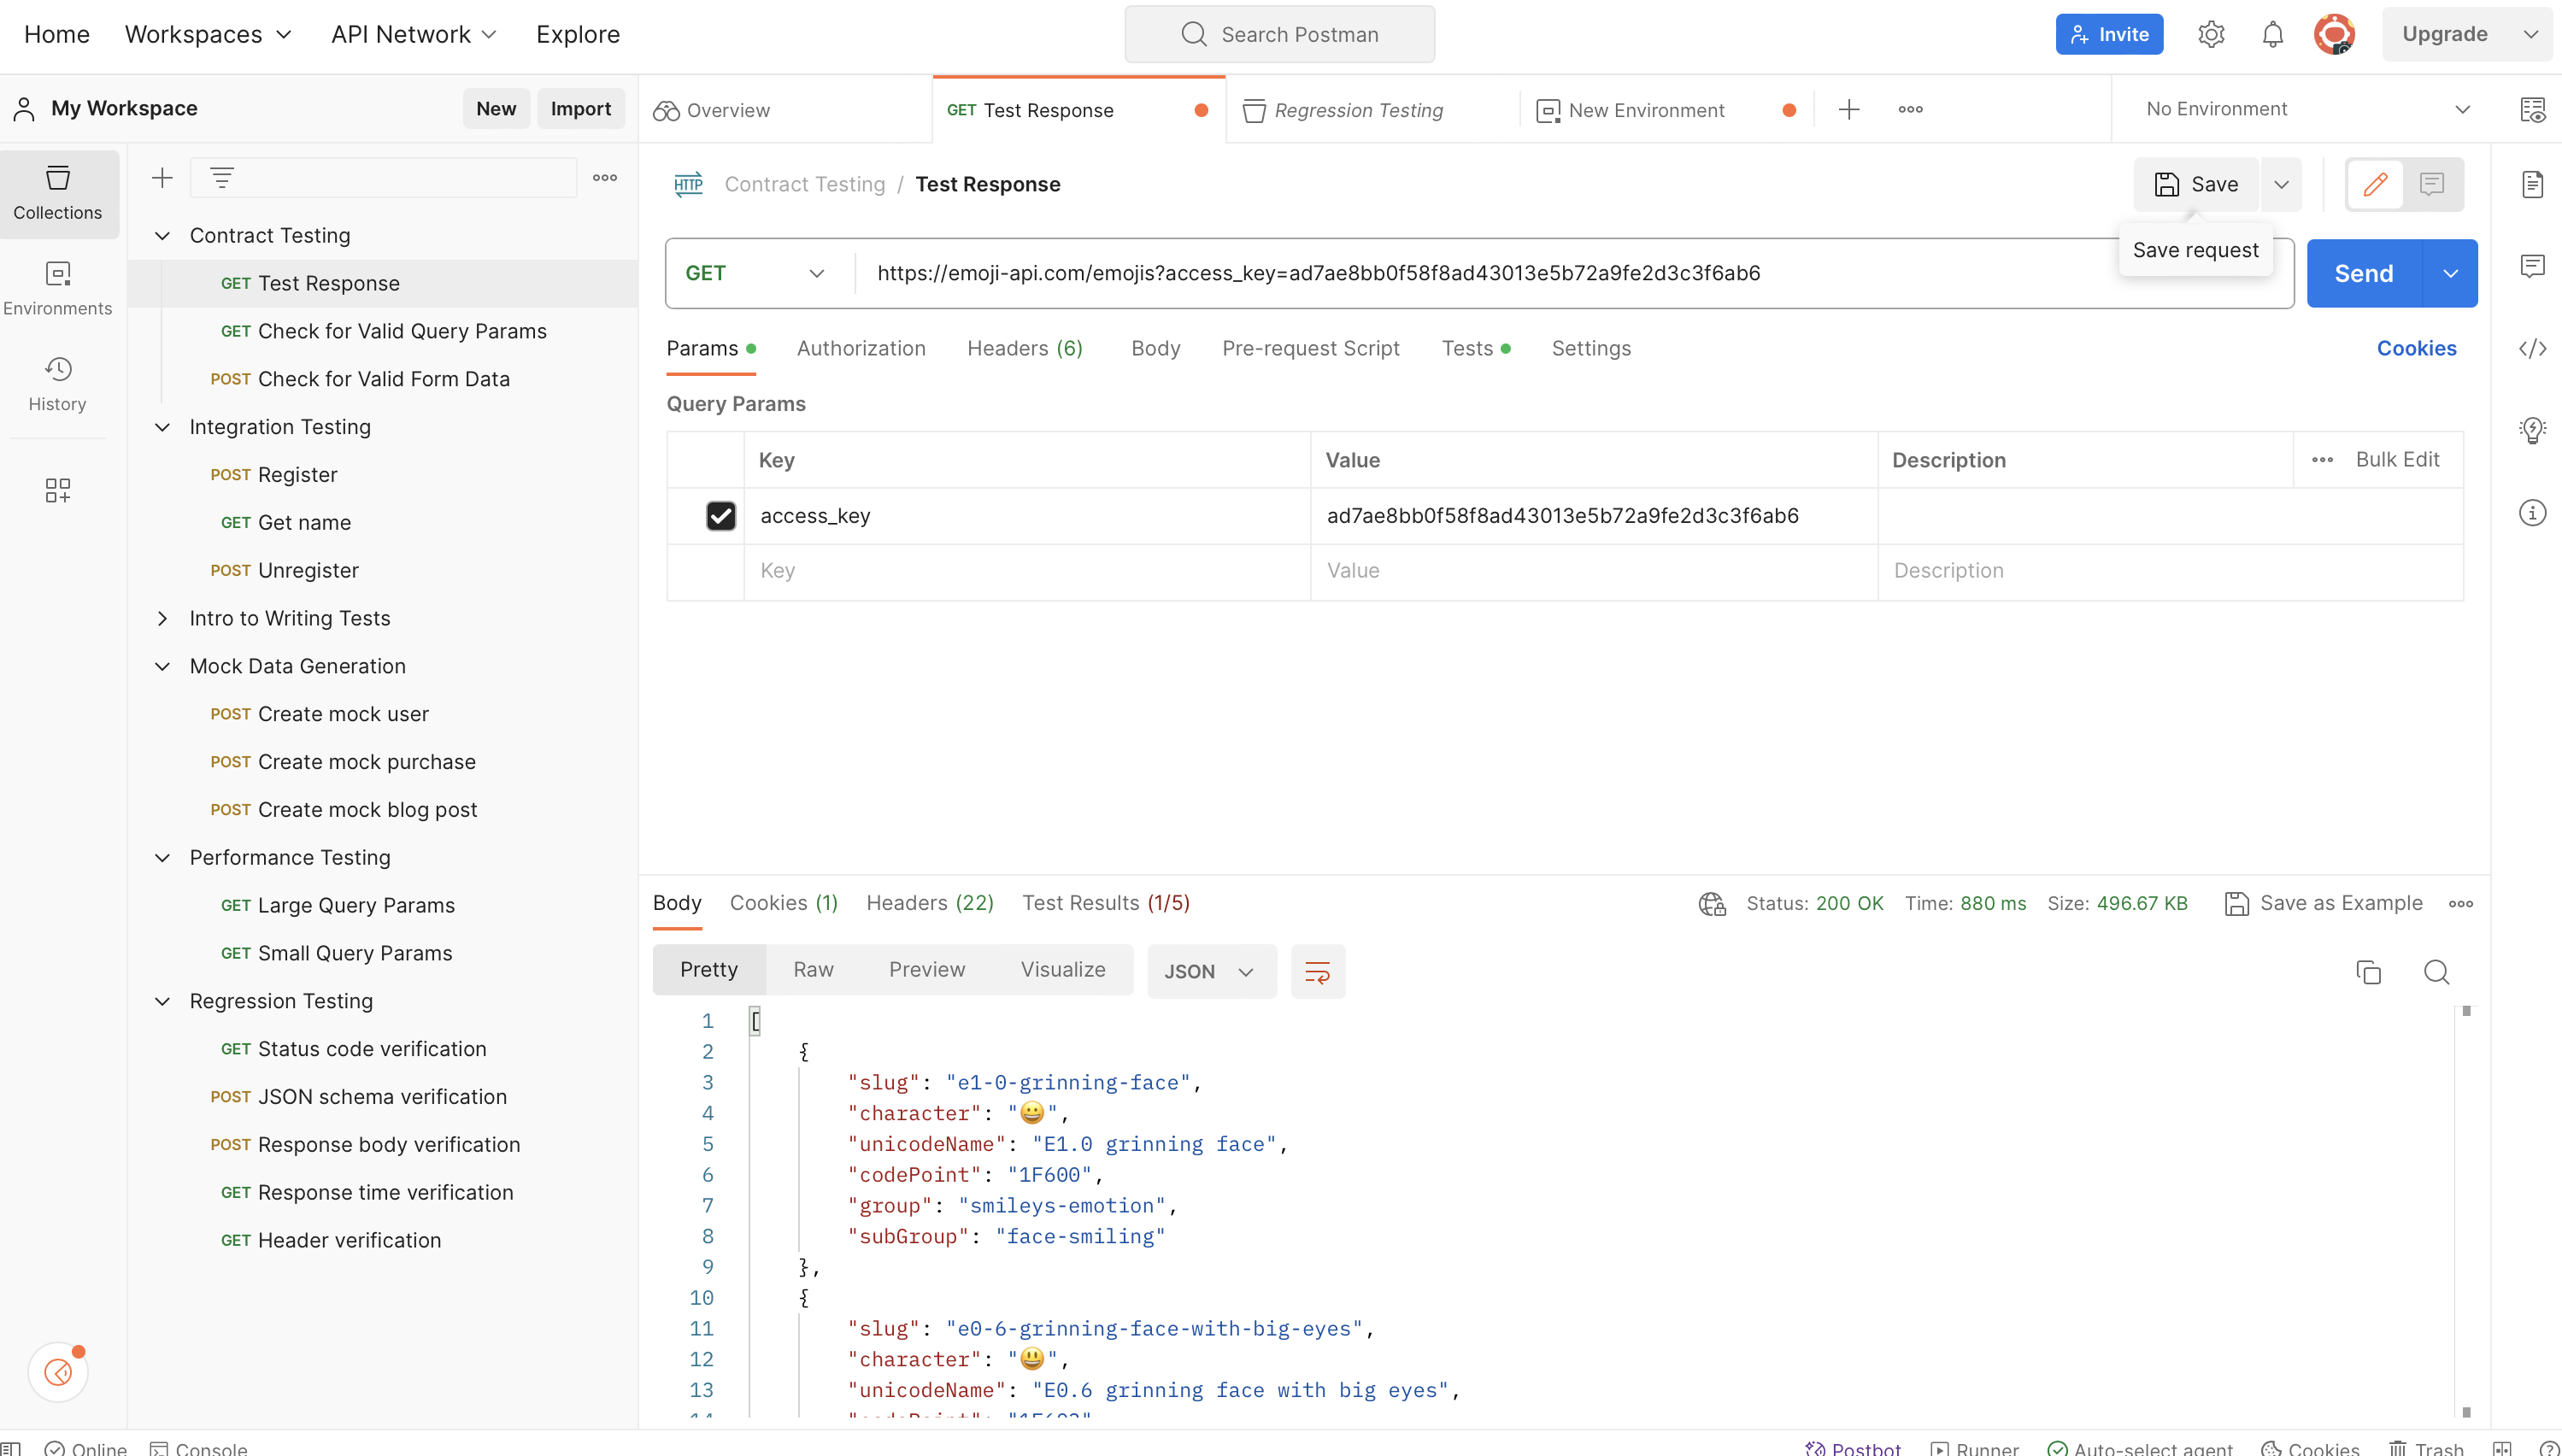 Home Workspaces API Network Explore Search Postman Invite Upgrade
My Workspace New Import
Overview GET Test Response Regression Testing New Environment No Environment
Collections
Environments
History
Contract Testing
GET Test Response
GET Check for Valid Query Params
POST Check for Valid Form Data
Integration Testing
POST Register
GET Get name
POST Unregister
Intro to Writing Tests
Mock Data Generation
POST Create mock user
POST Create mock purchase
POST Create mock blog post
Performance Testing
GET Large Query Params
GET Small Query Params
Regression Testing
GET Status code verification
POST JSON schema verification
POST Response body verification
GET Response time verification
GET Header verification
HTTP Contract Testing / Test Response Save
Save request
GET https://emoji-api.com/emojis?access_key=ad7ae8bb0f58f8ad43013e5b72a9fe2d3c3f6ab6 Send
Params Authorization Headers (6) Body Pre-request Script Tests Settings Cookies
Query Params
Key Value Description Bulk Edit
access_key ad7ae8bb0f58f8ad43013e5b72a9fe2d3c3f6ab6
Key Value Description
Body Cookies (1) Headers (22) Test Results (1/5) Status: 200 OK Time: 880 ms Size: 496.67 KB Save as Example
Pretty Raw Preview Visualize JSON
1 [
2 {
3 "slug": "e1-0-grinning-face",
4 "character": "😀",
5 "unicodeName": "E1.0 grinning face",
6 "codePoint": "1F600",
7 "group": "smileys-emotion",
8 "subGroup": "face-smiling"
9 },
10 {
11 "slug": "e0-6-grinning-face-with-big-eyes",
12 "character": "😃",
13 "unicodeName": "E0.6 grinning face with big eyes",
Online Console Postbot Runner Auto-select agent Cookies Trash